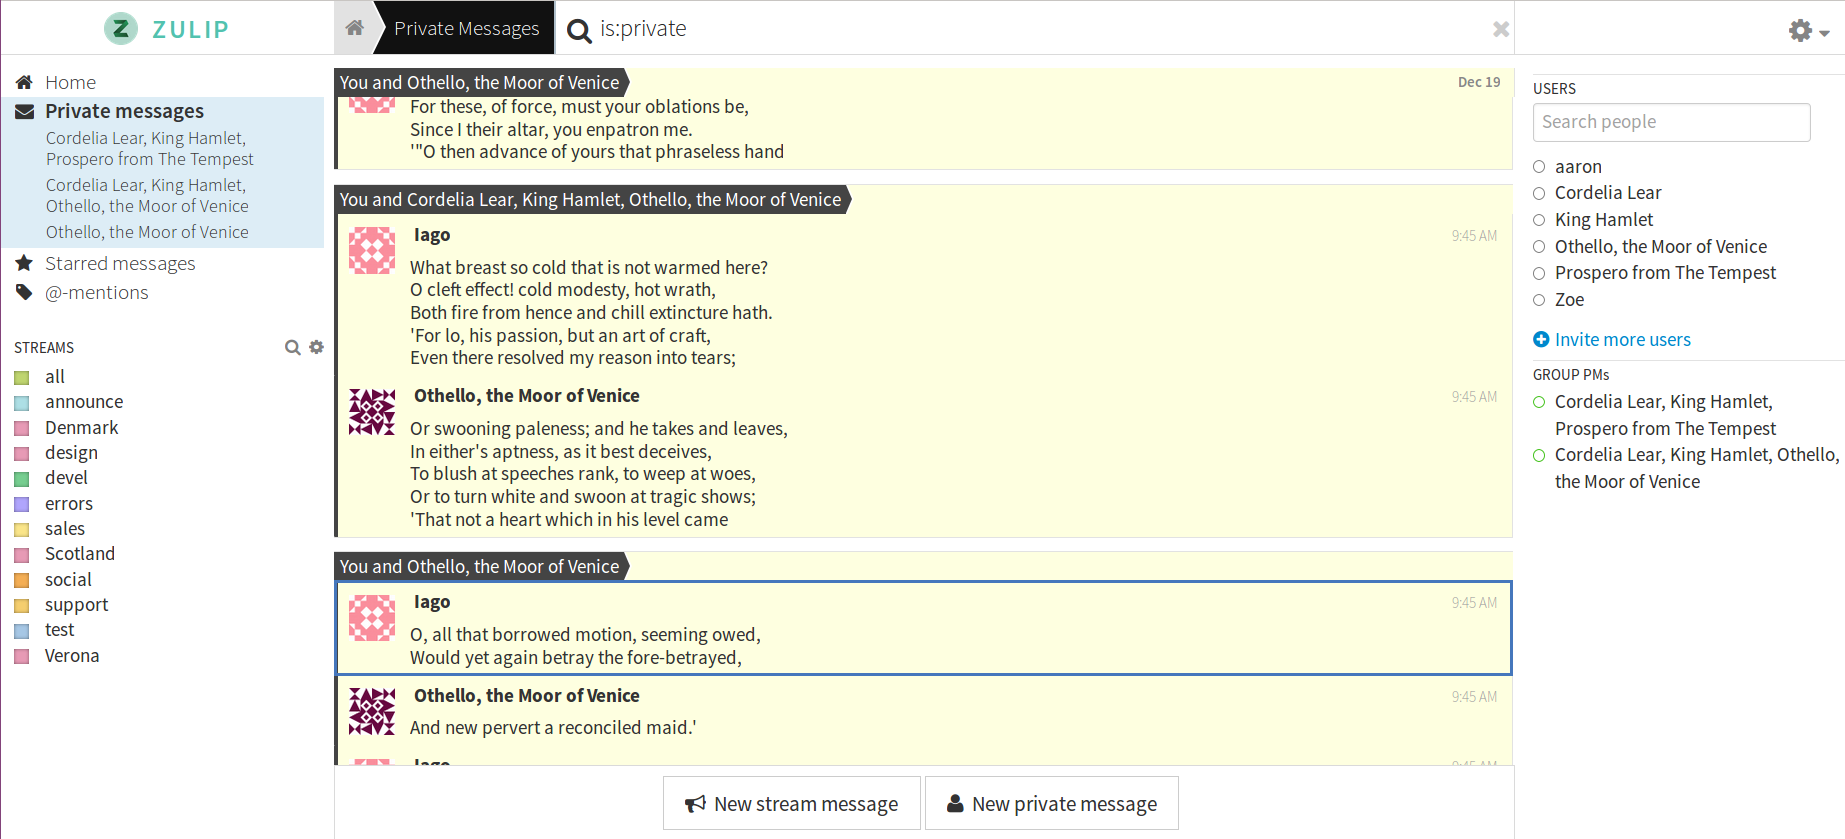 ZULIP
Private Messages
is:private
Home
Private messages
Cordelia Lear, King Hamlet,
Prospero from The Tempest
Cordelia Lear, King Hamlet,
Othello, the Moor of Venice
Othello, the Moor of Venice
Starred messages
@-mentions
STREAMS
all
announce
Denmark
design
devel
errors
sales
Scotland
social
support
test
Verona
You and Othello, the Moor of Venice
Dec 19
For these, of force, must your oblations be,
Since I their altar, you enpatron me.
'"O then advance of yours that phraseless hand
You and Cordelia Lear, King Hamlet, Othello, the Moor of Venice
Iago
9:45 AM
What breast so cold that is not warmed here?
O cleft effect! cold modesty, hot wrath,
Both fire from hence and chill extincture hath.
'For lo, his passion, but an art of craft,
Even there resolved my reason into tears;
Othello, the Moor of Venice
9:45 AM
Or swooning paleness; and he takes and leaves,
In either's aptness, as it best deceives,
To blush at speeches rank, to weep at woes,
Or to turn white and swoon at tragic shows;
'That not a heart which in his level came
You and Othello, the Moor of Venice
Iago
9:45 AM
O, all that borrowed motion, seeming owed,
Would yet again betray the fore-betrayed,
Othello, the Moor of Venice
9:45 AM
And new pervert a reconciled maid.'
Iago
9:45 AM
New stream message
New private message
USERS
Search people
aaron
Cordelia Lear
King Hamlet
Othello, the Moor of Venice
Prospero from The Tempest
Zoe
Invite more users
GROUP PMs
Cordelia Lear, King Hamlet,
Prospero from The Tempest
Cordelia Lear, King Hamlet, Othello,
the Moor of Venice